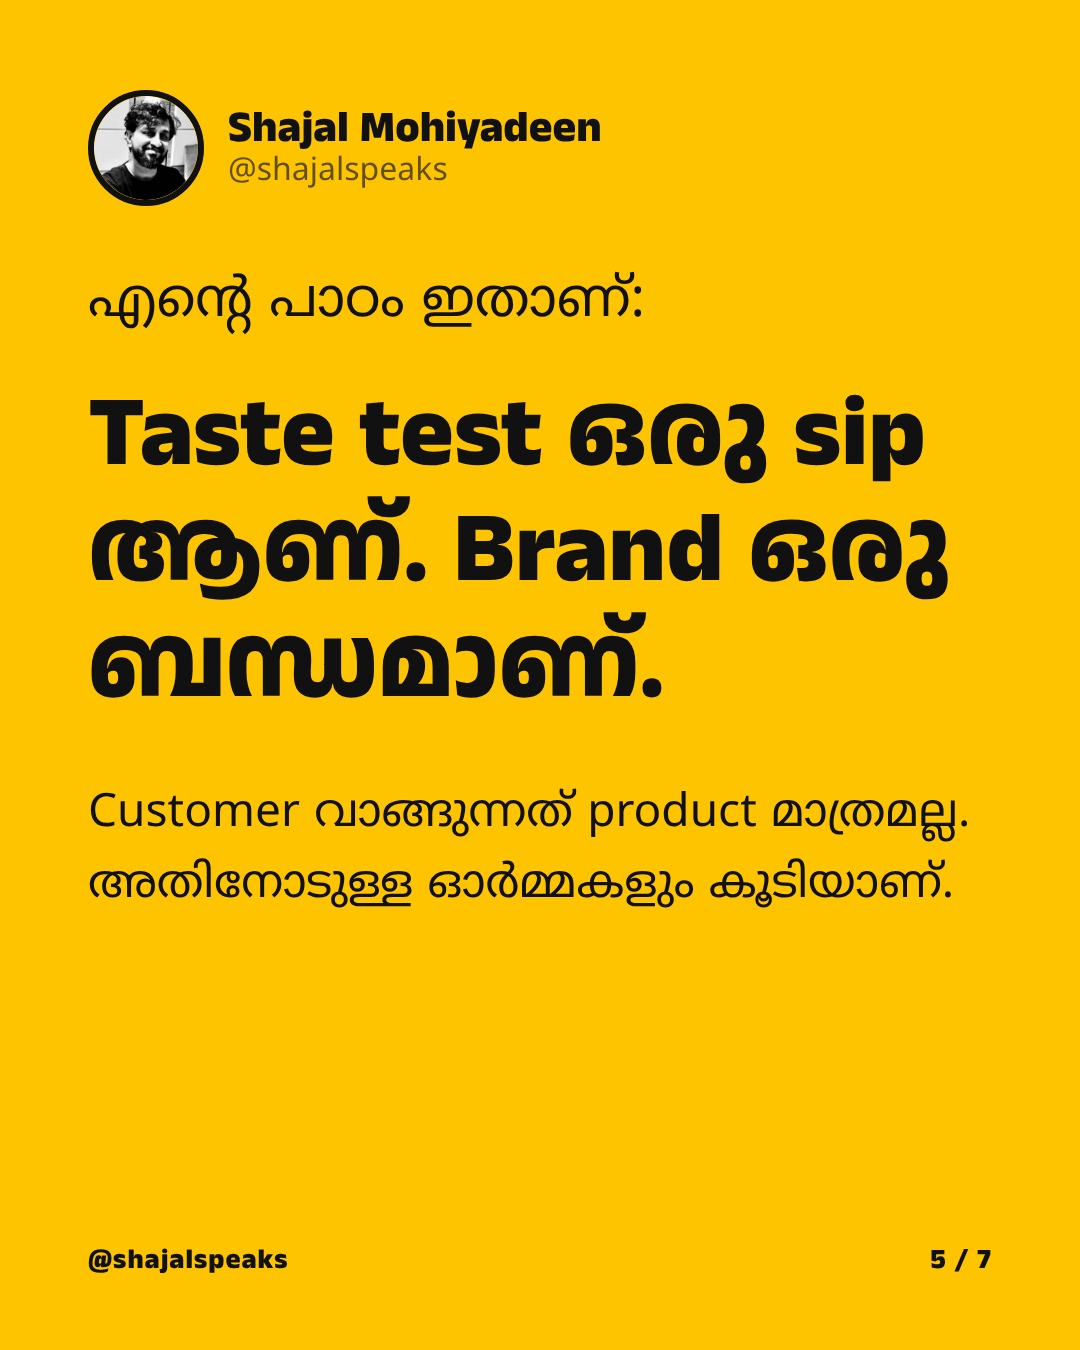 Shajal Mohiyadeen
@shajalspeaks
എന്റെ പാഠം ഇതാണ്:
Taste test ഒരു sip
ആണ്. Brand ഒരു
ബന്ധമാണ്.
Customer വാങ്ങുന്നത് product മാത്രമല്ല.
അതിനോടുള്ള ഓർമ്മകളും കൂടിയാണ്.
@shajalspeaks
5 / 7